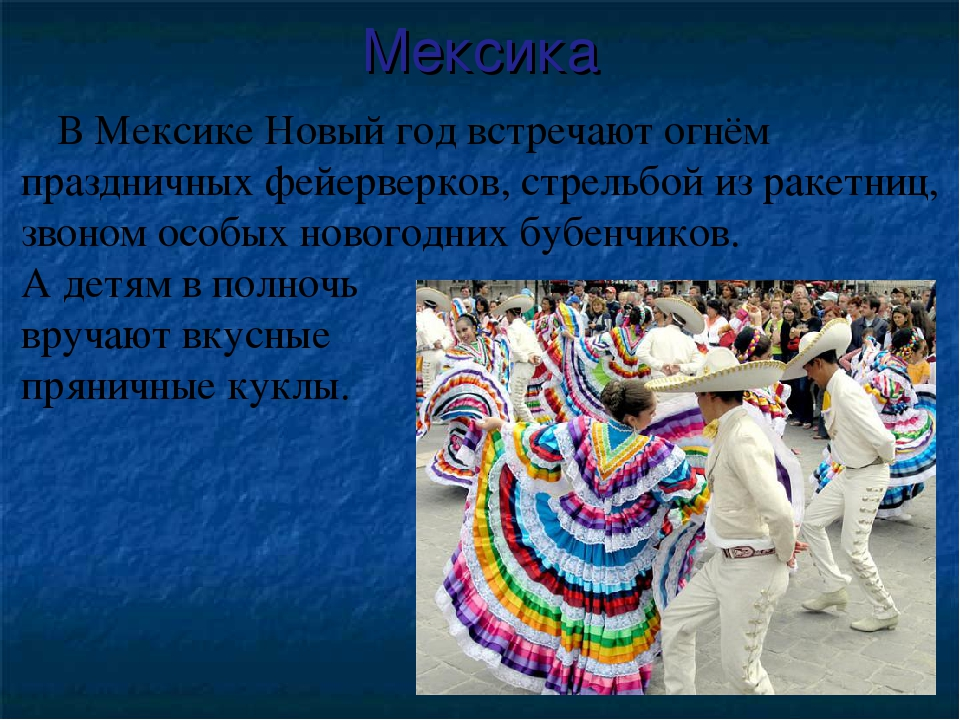 Мексика
В Мексике Новый год встречают огнём
праздничных фейерверков, стрельбой из ракетниц,
звоном особых новогодних бубенчиков.
А детям в полночь
вручают вкусные
пряничные куклы.